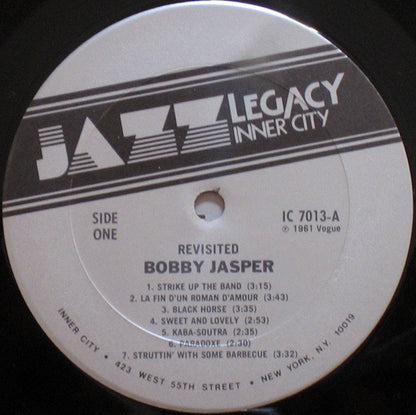 JAZZ LEGACY
INNER CITY
SIDE
ONE
IC 7013-A
℗ 1961 Vogue
REVISITED
BOBBY JASPER
1. STRIKE UP THE BAND (3:15)
2. LA FIN D'UN ROMAN D'AMOUR (3:43)
3. BLACK HORSE (3:35)
4. SWEET AND LOVELY (2:53)
5. KABA-SOUTRA (2:35)
6. PARADOXE (2:30)
7. STRUTTIN' WITH SOME BARBECUE (3:32)
INNER CITY • 423 WEST 55TH STREET • NEW YORK, N.Y. 10019